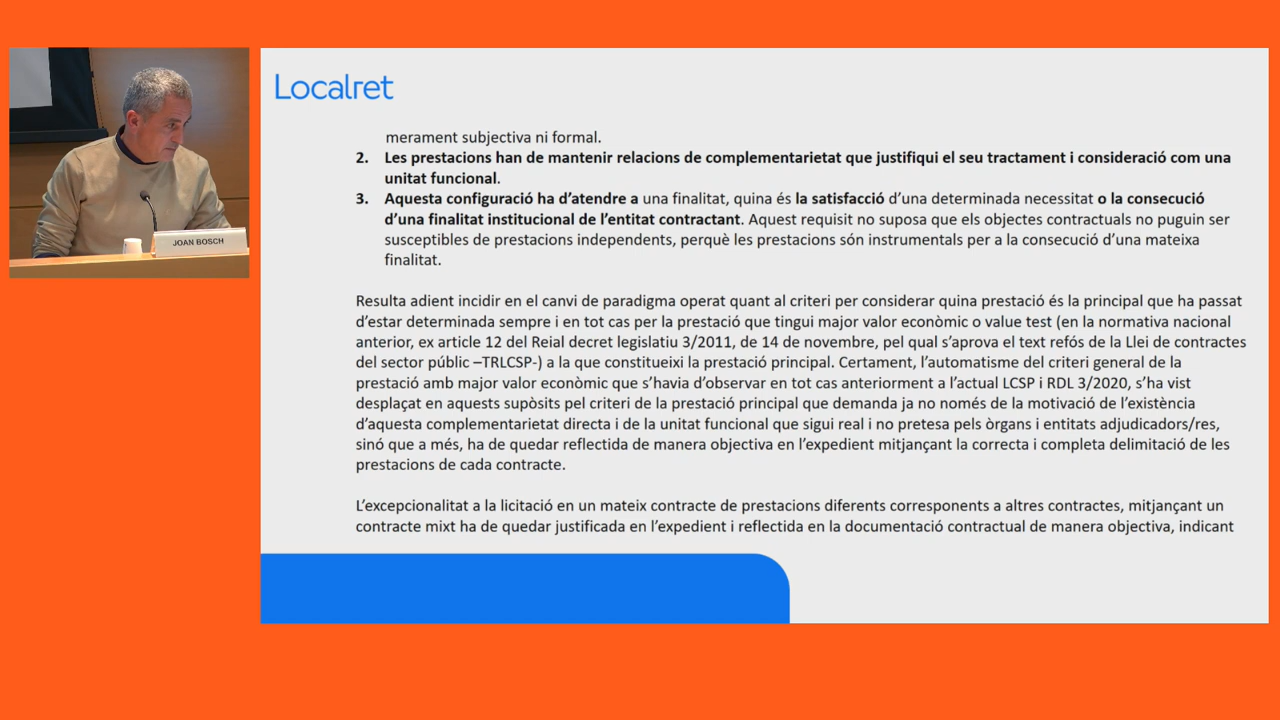 JOAN BOSCH
Localret
merament subjectiva ni formal.
2. Les prestacions han de mantenir relacions de complementarietat que justifiqui el seu tractament i consideració com una
unitat funcional.
3. Aquesta configuració ha d’atendre a una finalitat, quina és la satisfacció d’una determinada necessitat o la consecució
d’una finalitat institucional de l’entitat contractant. Aquest requisit no suposa que els objectes contractuals no puguin ser
susceptibles de prestacions independents, perquè les prestacions són instrumentals per a la consecució d’una mateixa
finalitat.
Resulta adient incidir en el canvi de paradigma operat quant al criteri per considerar quina prestació és la principal que ha passat
d’estar determinada sempre i en tot cas per la prestació que tingui major valor econòmic o value test (en la normativa nacional
anterior, ex article 12 del Reial decret legislatiu 3/2011, de 14 de novembre, pel qual s’aprova el text refós de la Llei de contractes
del sector públic –TRLCSP-) a la que constitueixi la prestació principal. Certament, l’automatisme del criteri general de la
prestació amb major valor econòmic que s’havia d’observar en tot cas anteriorment a l’actual LCSP i RDL 3/2020, s’ha vist
desplaçat en aquests supòsits pel criteri de la prestació principal que demanda ja no només de la motivació de l’existència
d’aquesta complementarietat directa i de la unitat funcional que sigui real i no pretesa pels òrgans i entitats adjudicadors/res,
sinó que a més, ha de quedar reflectida de manera objectiva en l’expedient mitjançant la correcta i completa delimitació de les
prestacions de cada contracte.
L’excepcionalitat a la licitació en un mateix contracte de prestacions diferents corresponents a altres contractes, mitjançant un
contracte mixt ha de quedar justificada en l’expedient i reflectida en la documentació contractual de manera objectiva, indicant